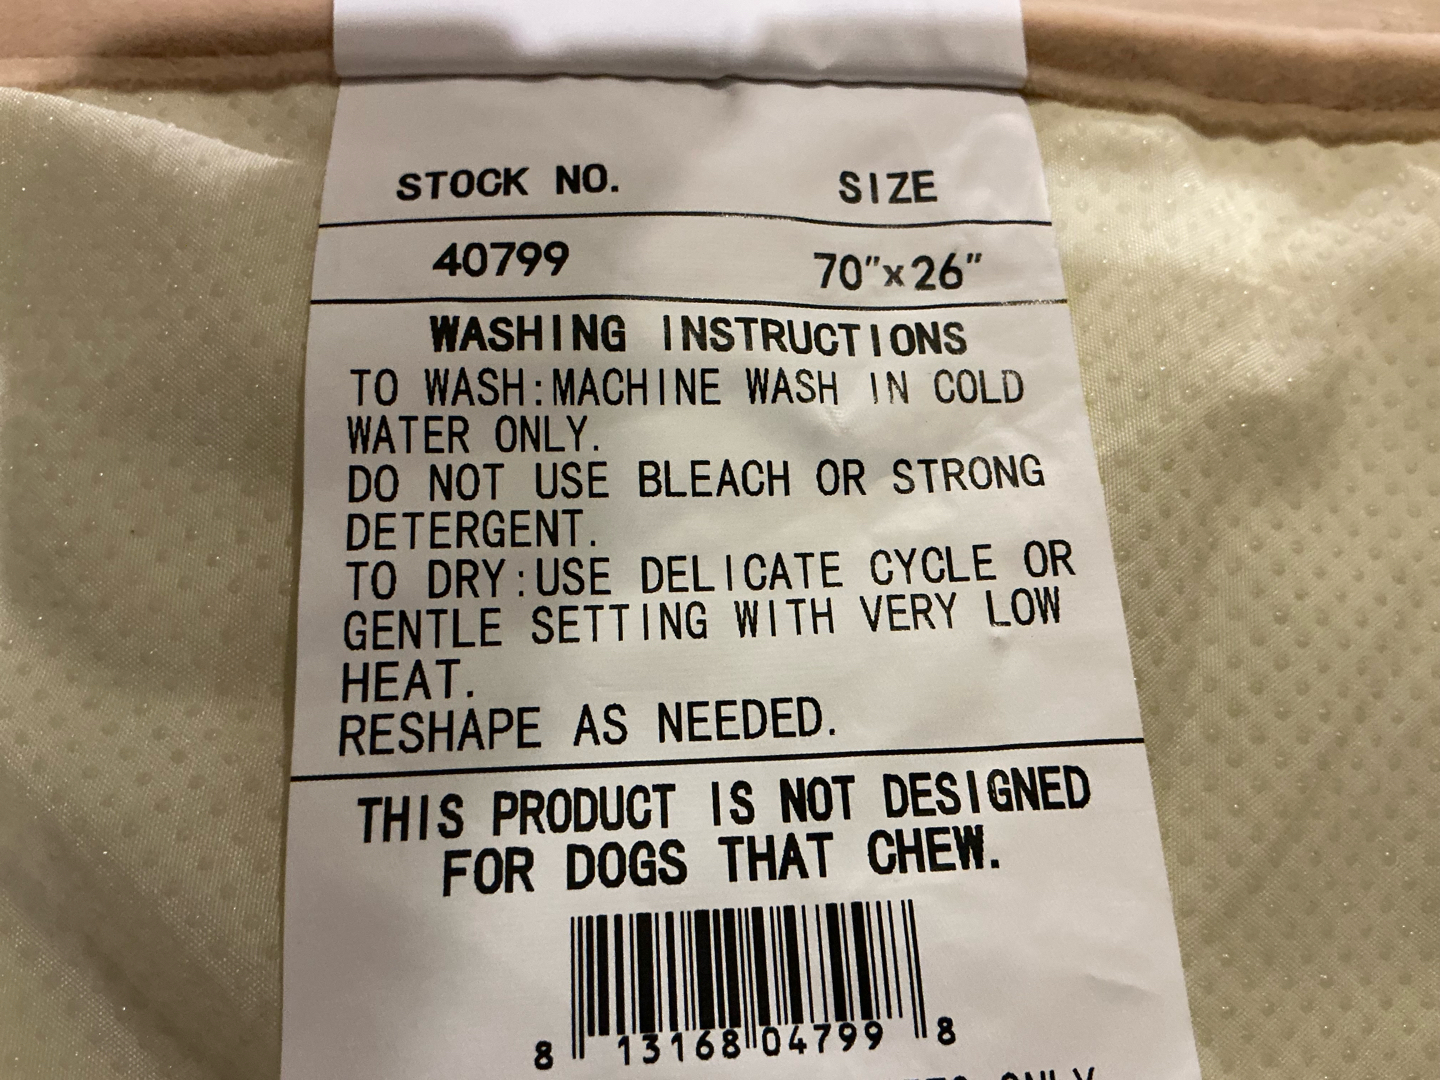 STOCK NO. SIZE
40799 70"x26"
WASHING INSTRUCTIONS
TO WASH:MACHINE WASH IN COLD
WATER ONLY.
DO NOT USE BLEACH OR STRONG
DETERGENT.
TO DRY:USE DELICATE CYCLE OR
GENTLE SETTING WITH VERY LOW
HEAT.
RESHAPE AS NEEDED.
THIS PRODUCT IS NOT DESIGNED
FOR DOGS THAT CHEW.
8 13168 04799 8
ONLY